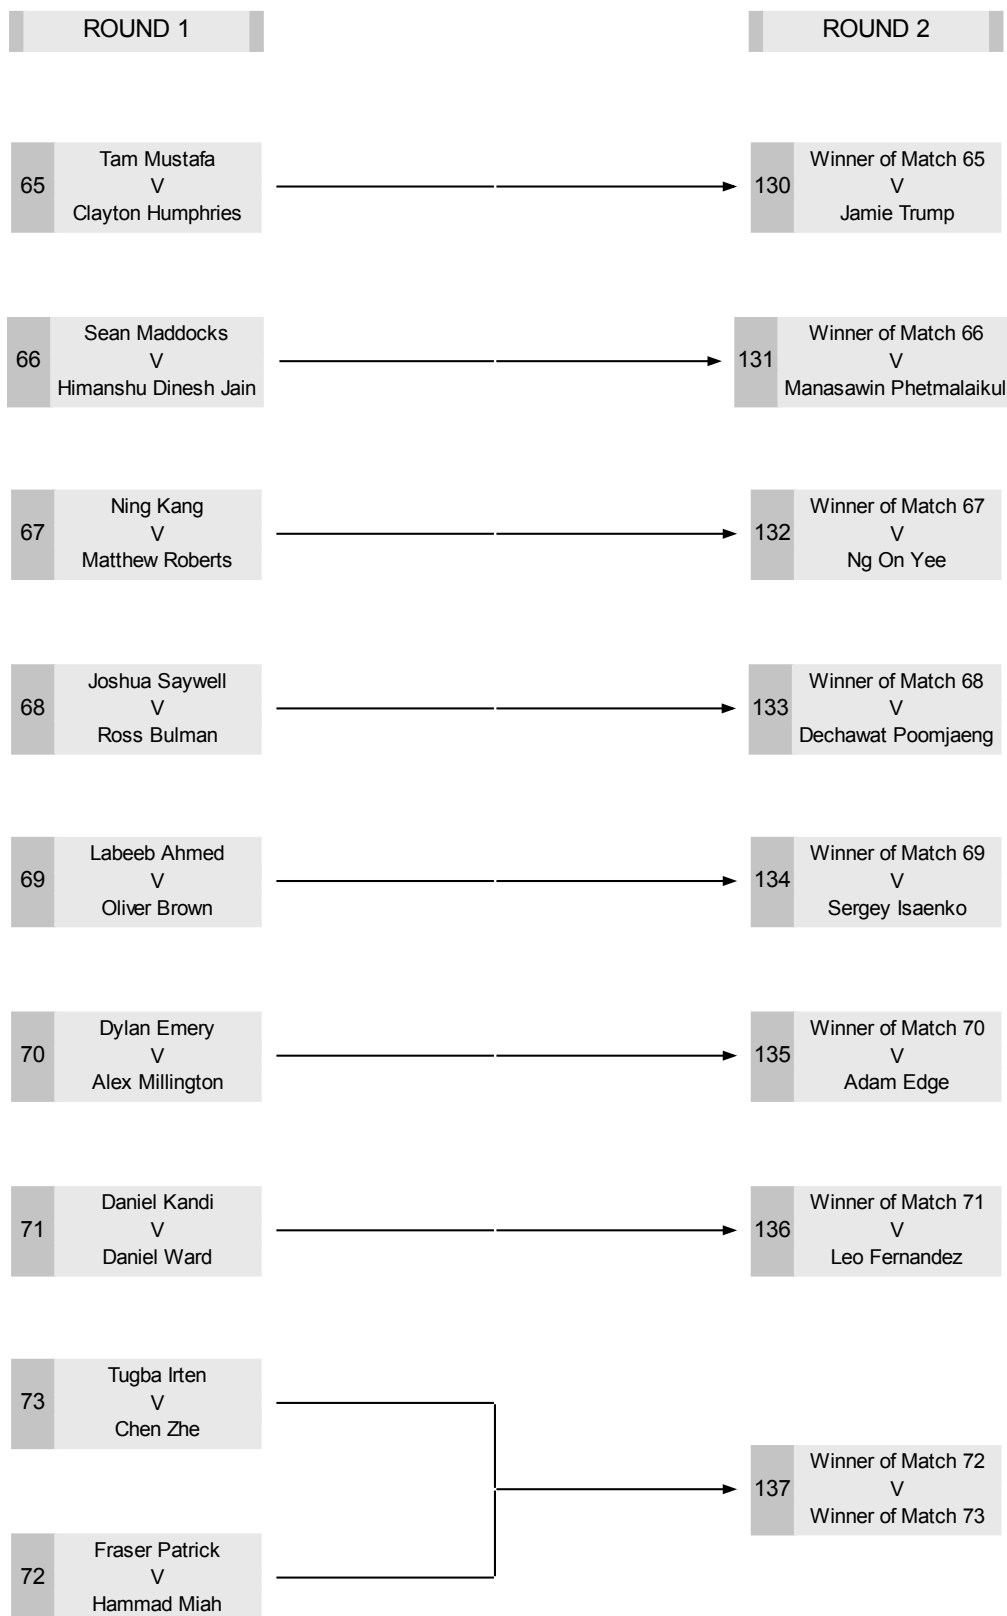 ROUND 1
ROUND 2
65
Tam Mustafa
V
Clayton Humphries
130
Winner of Match 65
V
Jamie Trump
66
Sean Maddocks
V
Himanshu Dinesh Jain
131
Winner of Match 66
V
Manasawin Phetmalaikul
67
Ning Kang
V
Matthew Roberts
132
Winner of Match 67
V
Ng On Yee
68
Joshua Saywell
V
Ross Bulman
133
Winner of Match 68
V
Dechawat Poomjaeng
69
Labeeb Ahmed
V
Oliver Brown
134
Winner of Match 69
V
Sergey Isaenko
70
Dylan Emery
V
Alex Millington
135
Winner of Match 70
V
Adam Edge
71
Daniel Kandi
V
Daniel Ward
136
Winner of Match 71
V
Leo Fernandez
73
Tugba Irten
V
Chen Zhe
137
Winner of Match 72
V
Winner of Match 73
72
Fraser Patrick
V
Hammad Miah